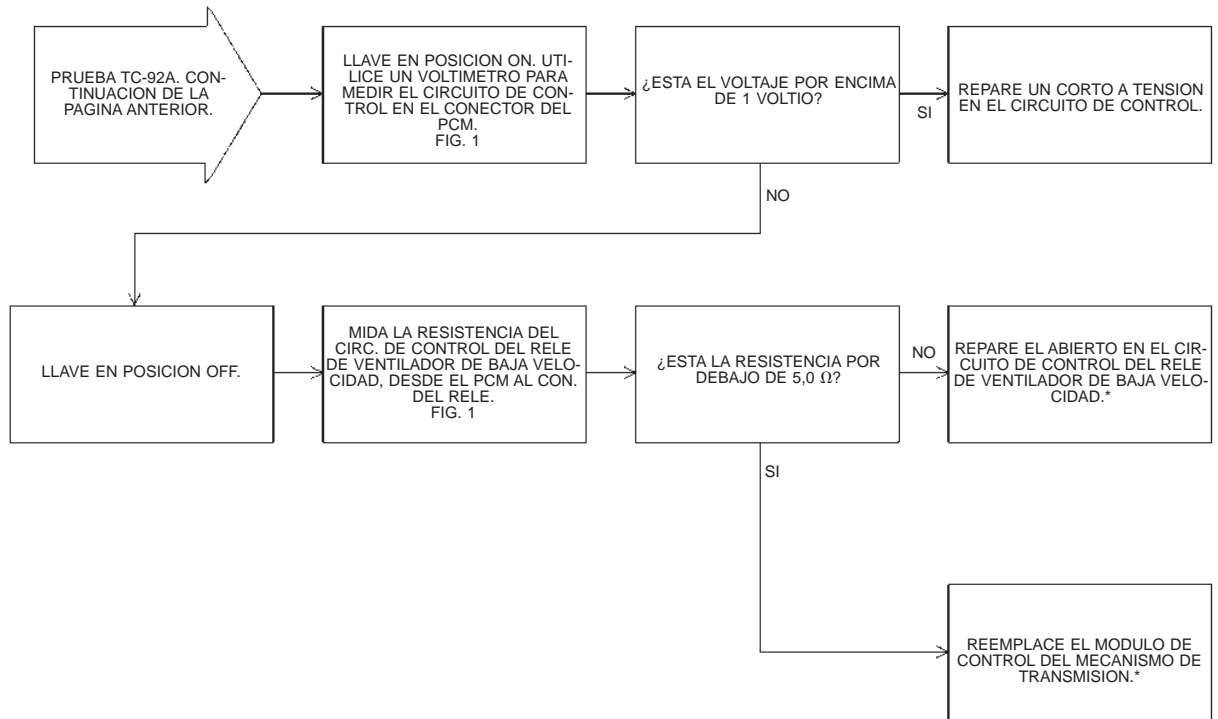 PRUEBA TC-92A. CON-
TINUACION DE LA
PAGINA ANTERIOR.
LLAVE EN POSICION ON. UTI-
LICE UN VOLTIMETRO PARA
MEDIR EL CIRCUITO DE CON-
TROL EN EL CONECTOR DEL
PCM.
FIG. 1
¿ESTA EL VOLTAJE POR ENCIMA
DE 1 VOLTIO?
SI
REPARE UN CORTO A TENSION
EN EL CIRCUITO DE CONTROL.
NO
LLAVE EN POSICION OFF.
MIDA LA RESISTENCIA DEL
CIRC. DE CONTROL DEL RELE
DE VENTILADOR DE BAJA VELO-
CIDAD, DESDE EL PCM AL CON.
DEL RELE.
FIG. 1
¿ESTA LA RESISTENCIA POR
DEBAJO DE 5,0 Ω?
NO
REPARE EL ABIERTO EN EL CIR-
CUITO DE CONTROL DEL RELE
DE VENTILADOR DE BAJA VELO-
CIDAD.*
SI
REEMPLACE EL MODULO DE
CONTROL DEL MECANISMO DE
TRANSMISION.*